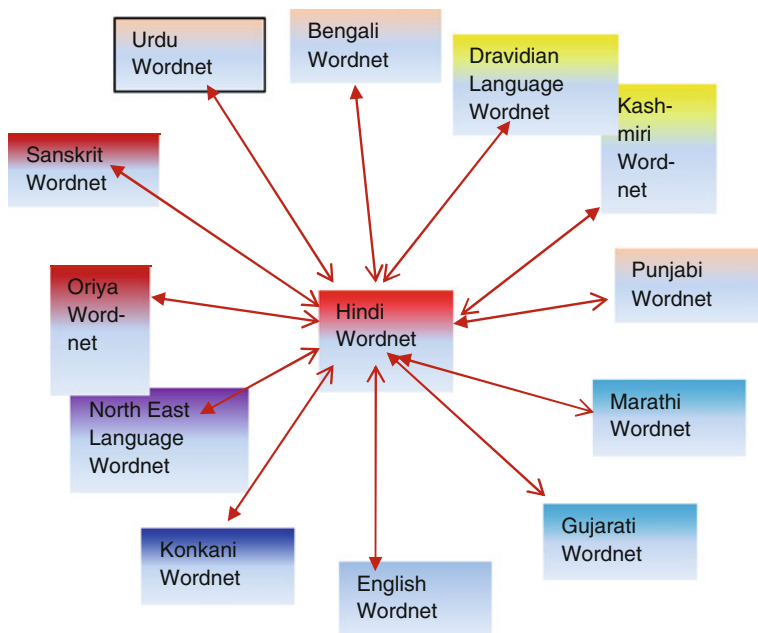 Urdu
Wordnet
Bengali
Wordnet
Dravidian
Language
Wordnet
Kash-
miri
Word-
net
Sanskrit
Wordnet
Punjabi
Wordnet
Oriya
Word-
net
Hindi
Wordnet
North East
Language
Wordnet
Marathi
Wordnet
Gujarati
Wordnet
Konkani
Wordnet
English
Wordnet